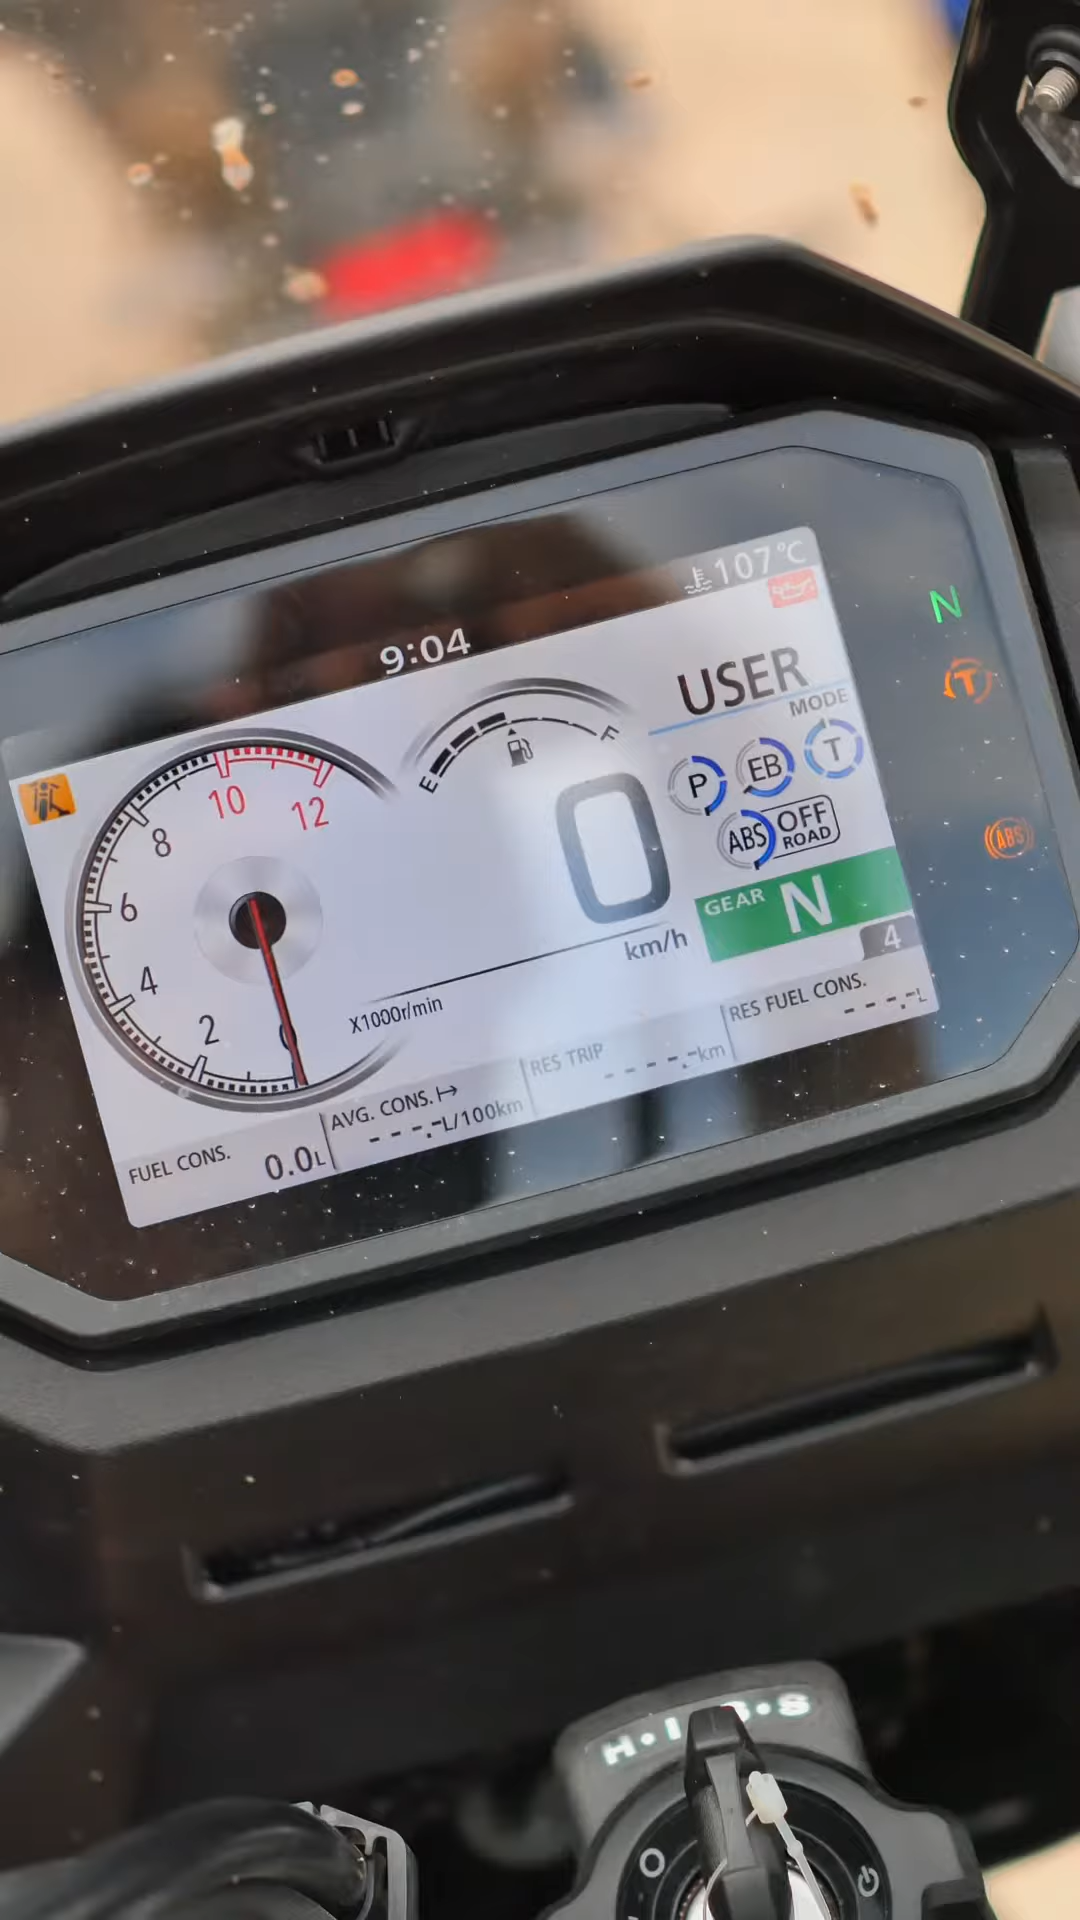 107 °C
9:04
N
USER
MODE
T
E
F
P
EB
T
ABS
OFF
ROAD
ABS
0
2
4
6
8
10
12
X1000r/min
0
km/h
GEAR
N
4
FUEL CONS.
0.0L
AVG. CONS.
---.-L/100km
RES TRIP
---.-km
RES FUEL CONS.
---.-L
H·I·S·S